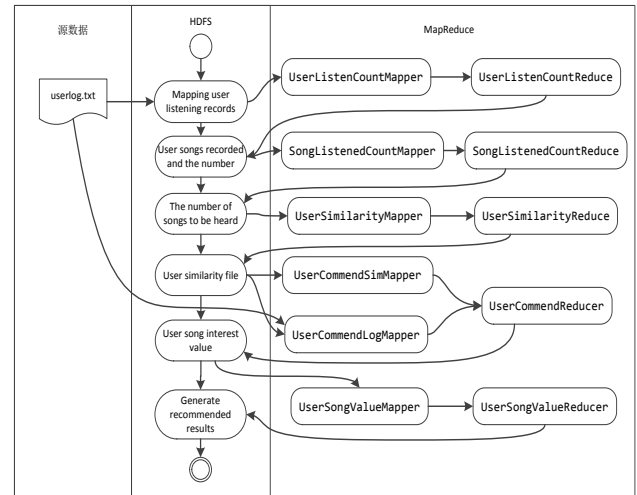 源数据
HDFS
MapReduce
userlog.txt
Mapping user
listening records
UserListenCountMapper
UserListenCountReduce
User songs recorded
and the number
SongListenedCountMapper
SongListenedCountReduce
The number of
songs to be heard
UserSimilarityMapper
UserSimilarityReduce
User similarity file
UserCommendSimMapper
UserCommendReducer
User song interest
value
UserCommendLogMapper
Generate
recommended
results
UserSongValueMapper
UserSongValueReducer